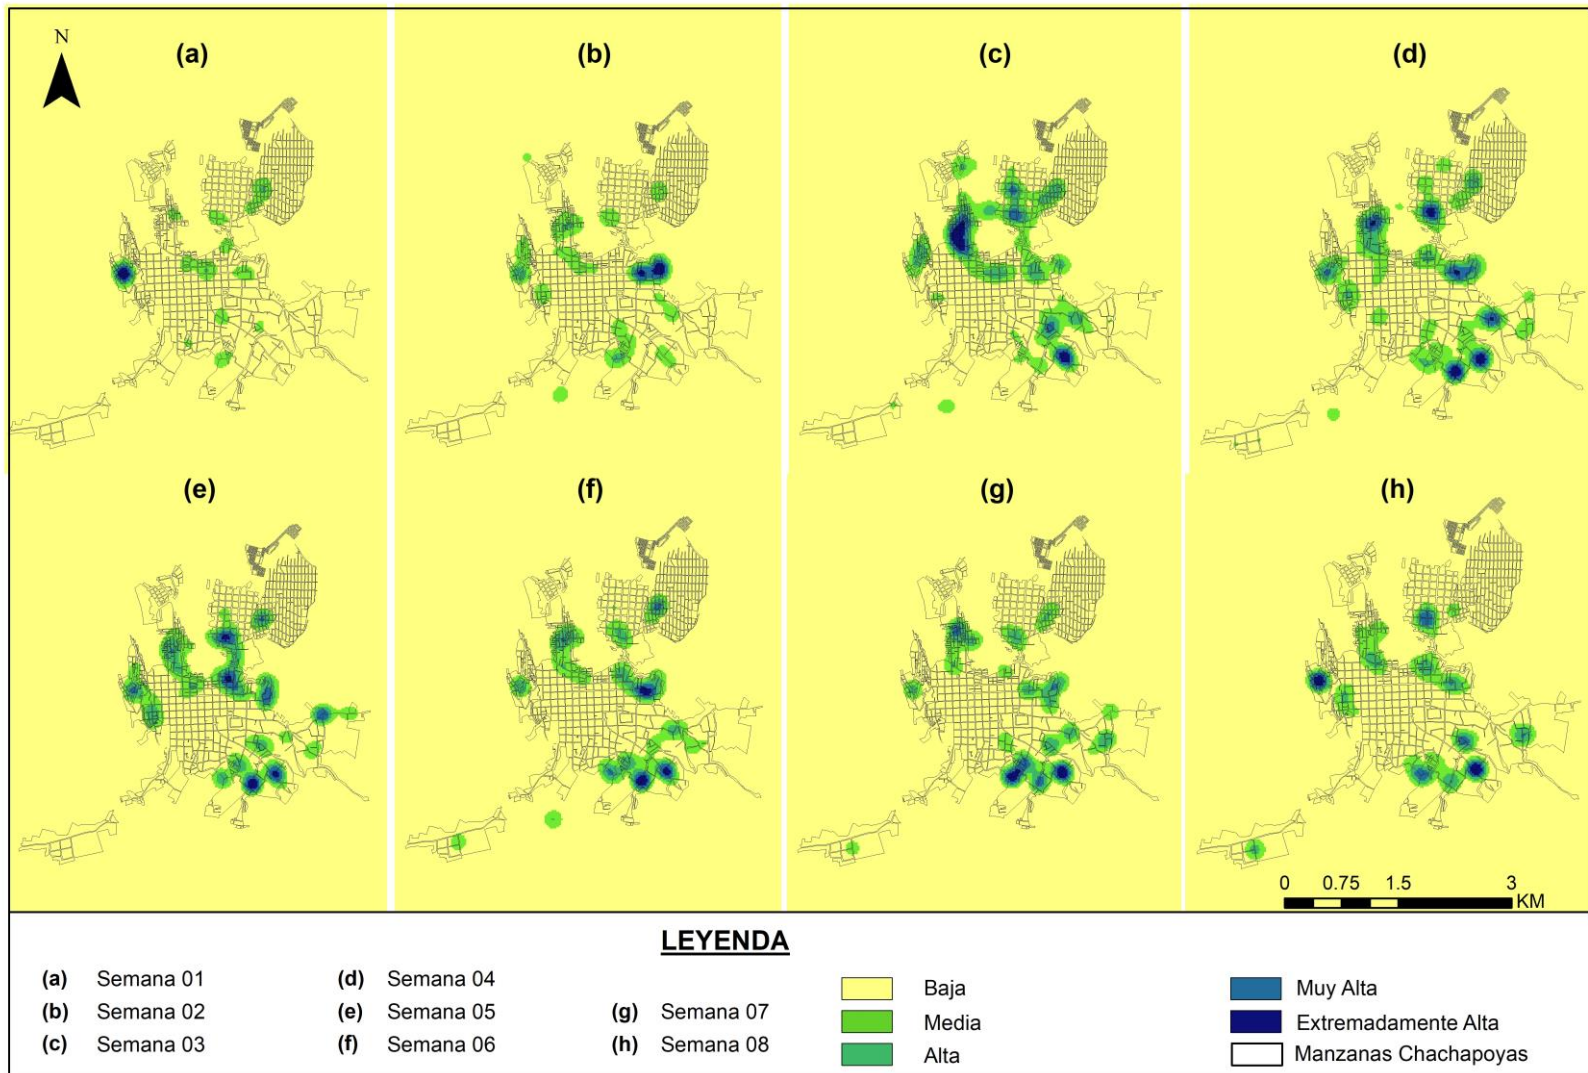 N
(a)
(b)
(c)
(d)
(e)
(f)
(g)
(h)
0 0.75 1.5 3
KM
LEYENDA
(a) Semana 01
(b) Semana 02
(c) Semana 03
(d) Semana 04
(e) Semana 05
(f) Semana 06
(g) Semana 07
(h) Semana 08
Baja
Media
Alta
Muy Alta
Extremadamente Alta
Manzanas Chachapoyas